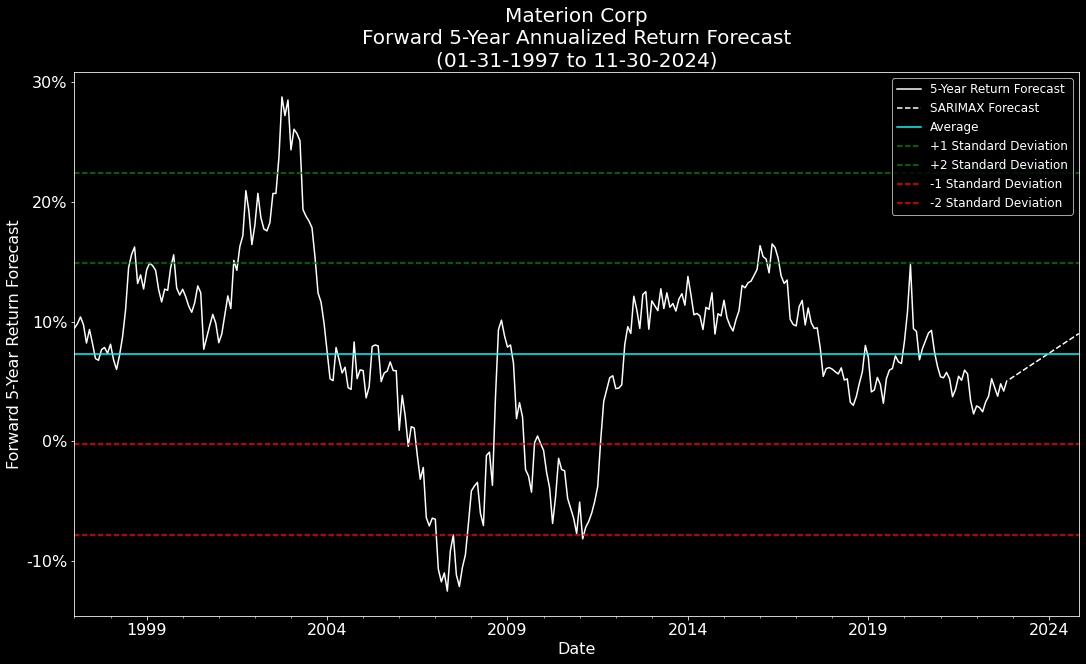 Materion Corp
Forward 5-Year Annualized Return Forecast
(01-31-1997 to 11-30-2024)
30%
20%
10%
0%
-10%
Forward 5-Year Return Forecast
5-Year Return Forecast
SARIMAX Forecast
Average
+1 Standard Deviation
+2 Standard Deviation
-1 Standard Deviation
-2 Standard Deviation
1999
2004
2009
2014
2019
2024
Date